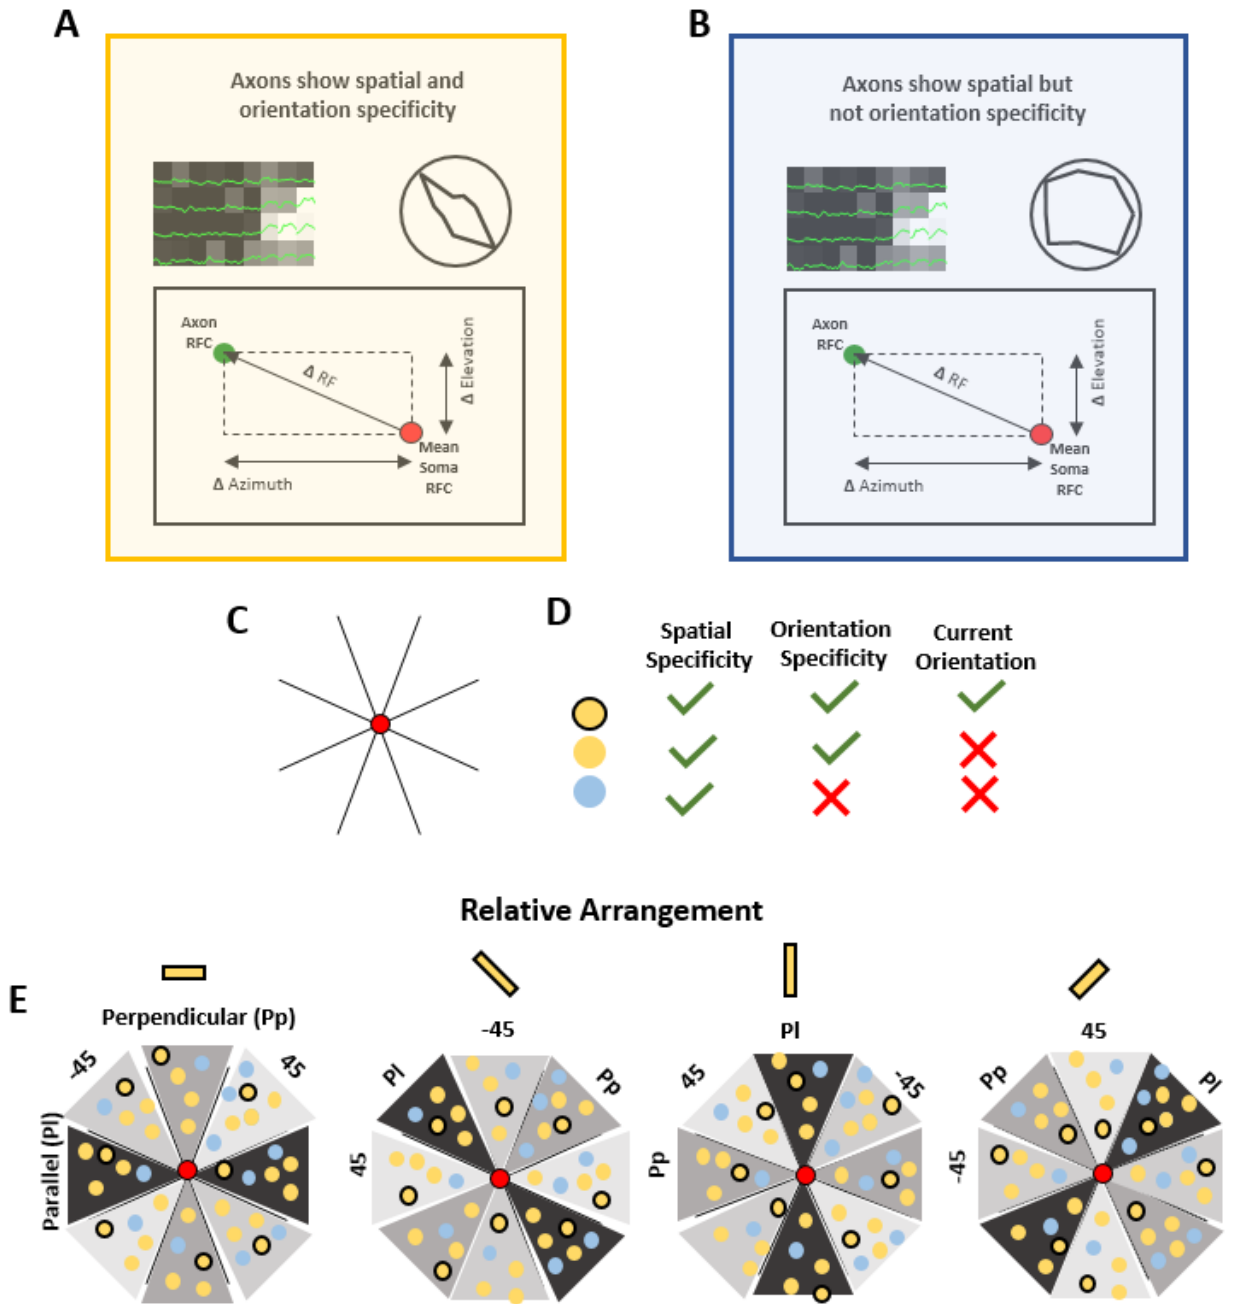 A
B
Axons show spatial and
orientation specificity
Axons show spatial but
not orientation specificity
Axon
RFC
Δ RF
Δ Elevation
Mean
Soma
RFC
Δ Azimuth
Axon
RFC
Δ RF
Δ Elevation
Mean
Soma
RFC
Δ Azimuth
C
D
Spatial
Specificity
Orientation
Specificity
Current
Orientation
Relative Arrangement
E
Perpendicular (Pp)
-45
45
Parallel (Pl)
-45
Pl
Pp
45
Pl
45
-45
Pp
45
Pp
Pl
-45